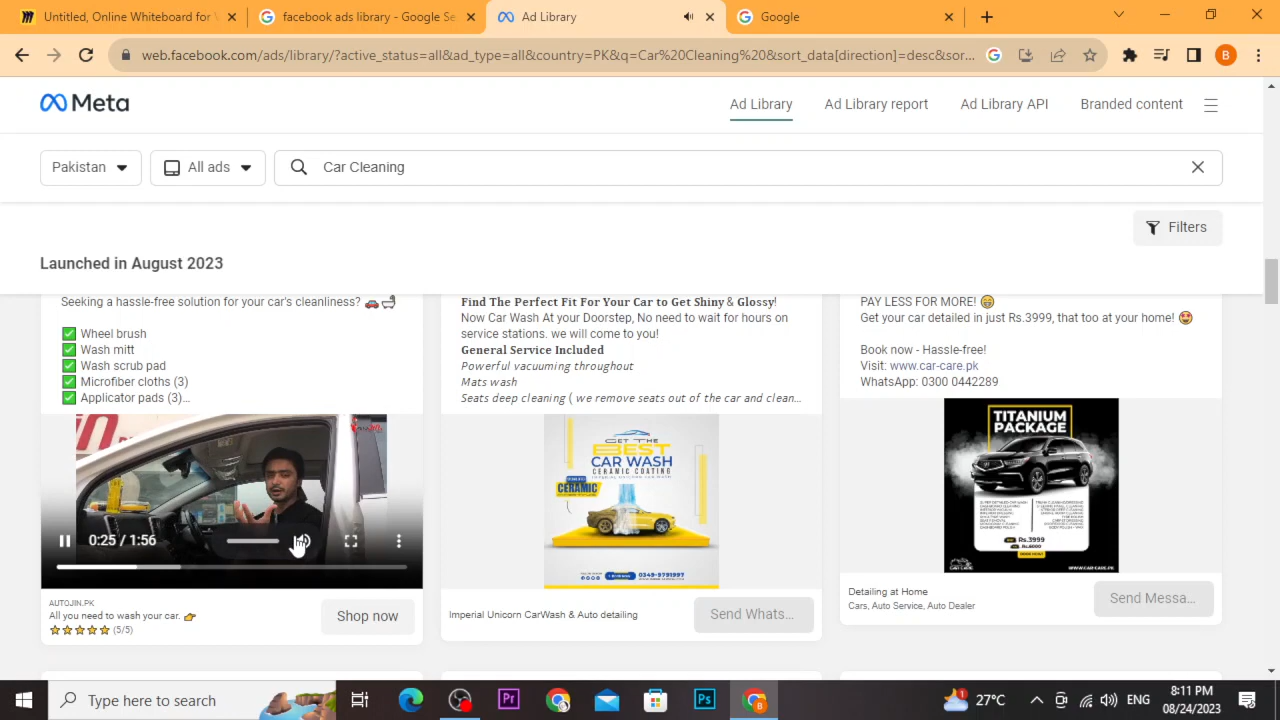 Untitled, Online Whiteboard for V
facebook ads library - Google Se
Ad Library
Google
web.facebook.com/ads/library/?active_status=all&ad_type=all&country=PK&q=Car%20Cleaning%20&sort_data[direction]=desc&sor...
B
Meta
Ad Library
Ad Library report
Ad Library API
Branded content
Pakistan
All ads
Car Cleaning
Filters
Launched in August 2023
Seeking a hassle-free solution for your car's cleanliness? 🚗🛁
✅ Wheel brush
✅ Wash mitt
✅ Wash scrub pad
✅ Microfiber cloths (3)
✅ Applicator pads (3)...
0:25 / 1:56
AUTOJIN.PK
All you need to wash your car. 👉
⭐⭐⭐⭐⭐ (5/5)
Shop now
Find The Perfect Fit For Your Car to Get Shiny & Glossy!
Now Car Wash At your Doorstep, No need to wait for hours on
service stations. we will come to you!
General Service Included
Powerful vacuuming throughout
Mats wash
Seats deep cleaning ( we remove seats out of the car and clean...
GET THE
BEST
CAR WASH
CERAMIC COATING
CERAMIC
0349-9791997
Imperial Unicorn CarWash & Auto detailing
Send Whats...
PAY LESS FOR MORE! 😁
Get your car detailed in just Rs.3999, that too at your home! 🤩
Book now - Hassle-free!
Visit: www.car-care.pk
WhatsApp: 0300 0442289
TITANIUM
PACKAGE
Rs.3999
WWW.CAR-CARE.PK
Detailing at Home
Cars, Auto Service, Auto Dealer
Send Messa...
Type here to search
Pr
Ps
B
1
27°C
ENG
8:11 PM
08/24/2023